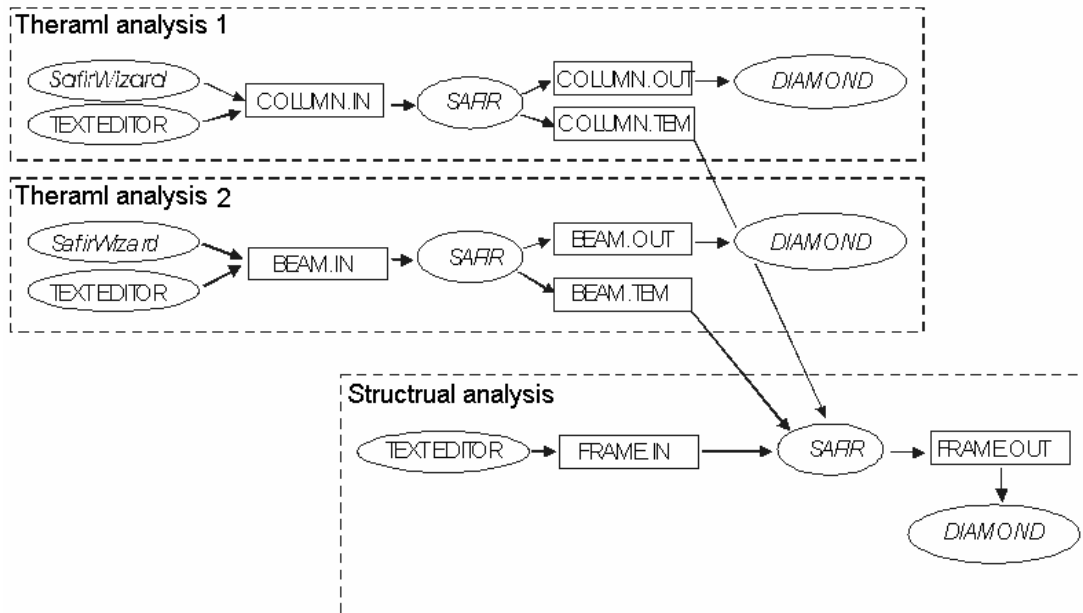 Theraml analysis 1
SafirWizard
TEXTEDITOR
COLUMN.IN
SAFIR
COLUMN.OUT
COLUMN.TEM
DIAMOND
Theraml analysis 2
SafirWizard
TEXTEDITOR
BEAM.IN
SAFIR
BEAM.OUT
BEAM.TEM
DIAMOND
Structrual analysis
TEXTEDITOR
FRAME.IN
SAFIR
FRAME.OUT
DIAMOND